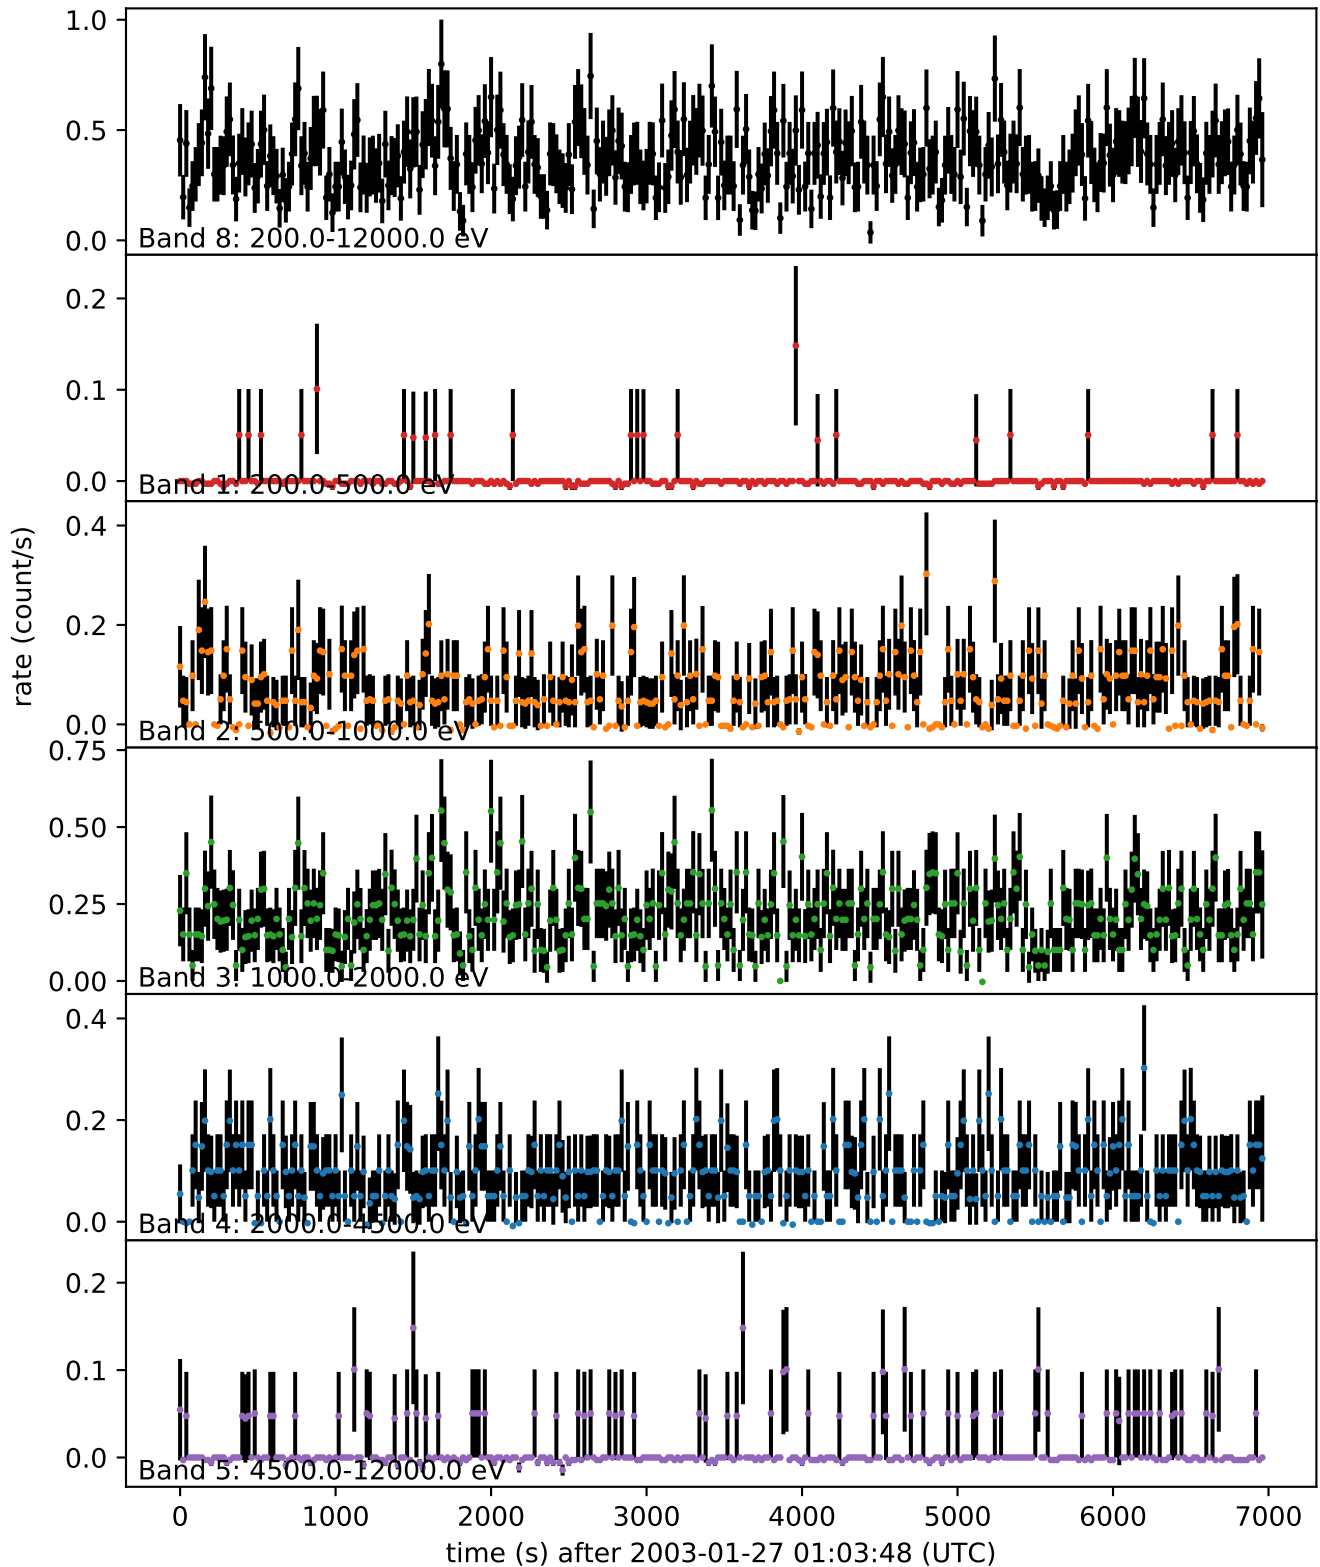 1.0
0.5
0.0
Band 8: 200.0-12000.0 eV
0.2
0.1
0.0
Band 1: 200.0-500.0 eV
0.4
0.2
0.0
Band 2: 500.0-1000.0 eV
rate (count/s)
0.75
0.50
0.25
0.00
Band 3: 1000.0-2000.0 eV
0.4
0.2
0.0
Band 4: 2000.0-4500.0 eV
0.2
0.1
0.0
Band 5: 4500.0-12000.0 eV
0 1000 2000 3000 4000 5000 6000 7000
time (s) after 2003-01-27 01:03:48 (UTC)